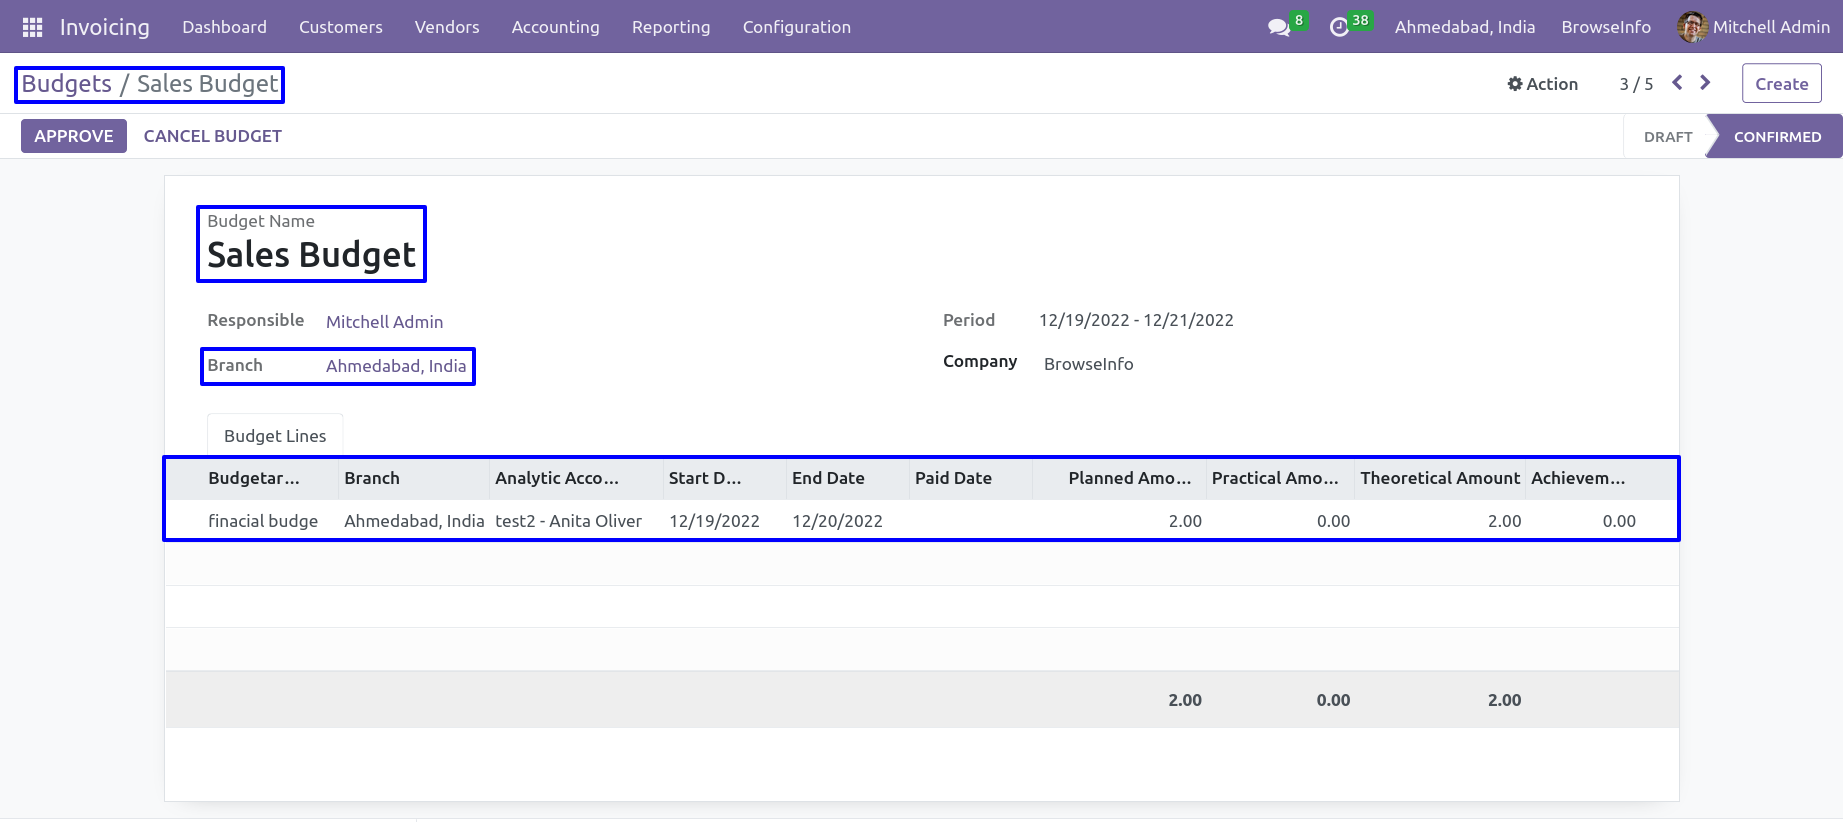 Invoicing Dashboard Customers Vendors Accounting Reporting Configuration 8 38 Ahmedabad, India BrowseInfo Mitchell Admin
Budgets / Sales Budget Action 3 / 5 Create
APPROVE CANCEL BUDGET DRAFT CONFIRMED
Budget Name
Sales Budget
Responsible Mitchell Admin Period 12/19/2022 - 12/21/2022
Branch Ahmedabad, India Company BrowseInfo
Budget Lines
Budgetar... Branch Analytic Acco... Start D... End Date Paid Date Planned Amo... Practical Amo... Theoretical Amount Achievem...
finacial budge Ahmedabad, India test2 - Anita Oliver 12/19/2022 12/20/2022 2.00 0.00 2.00 0.00
2.00 0.00 2.00